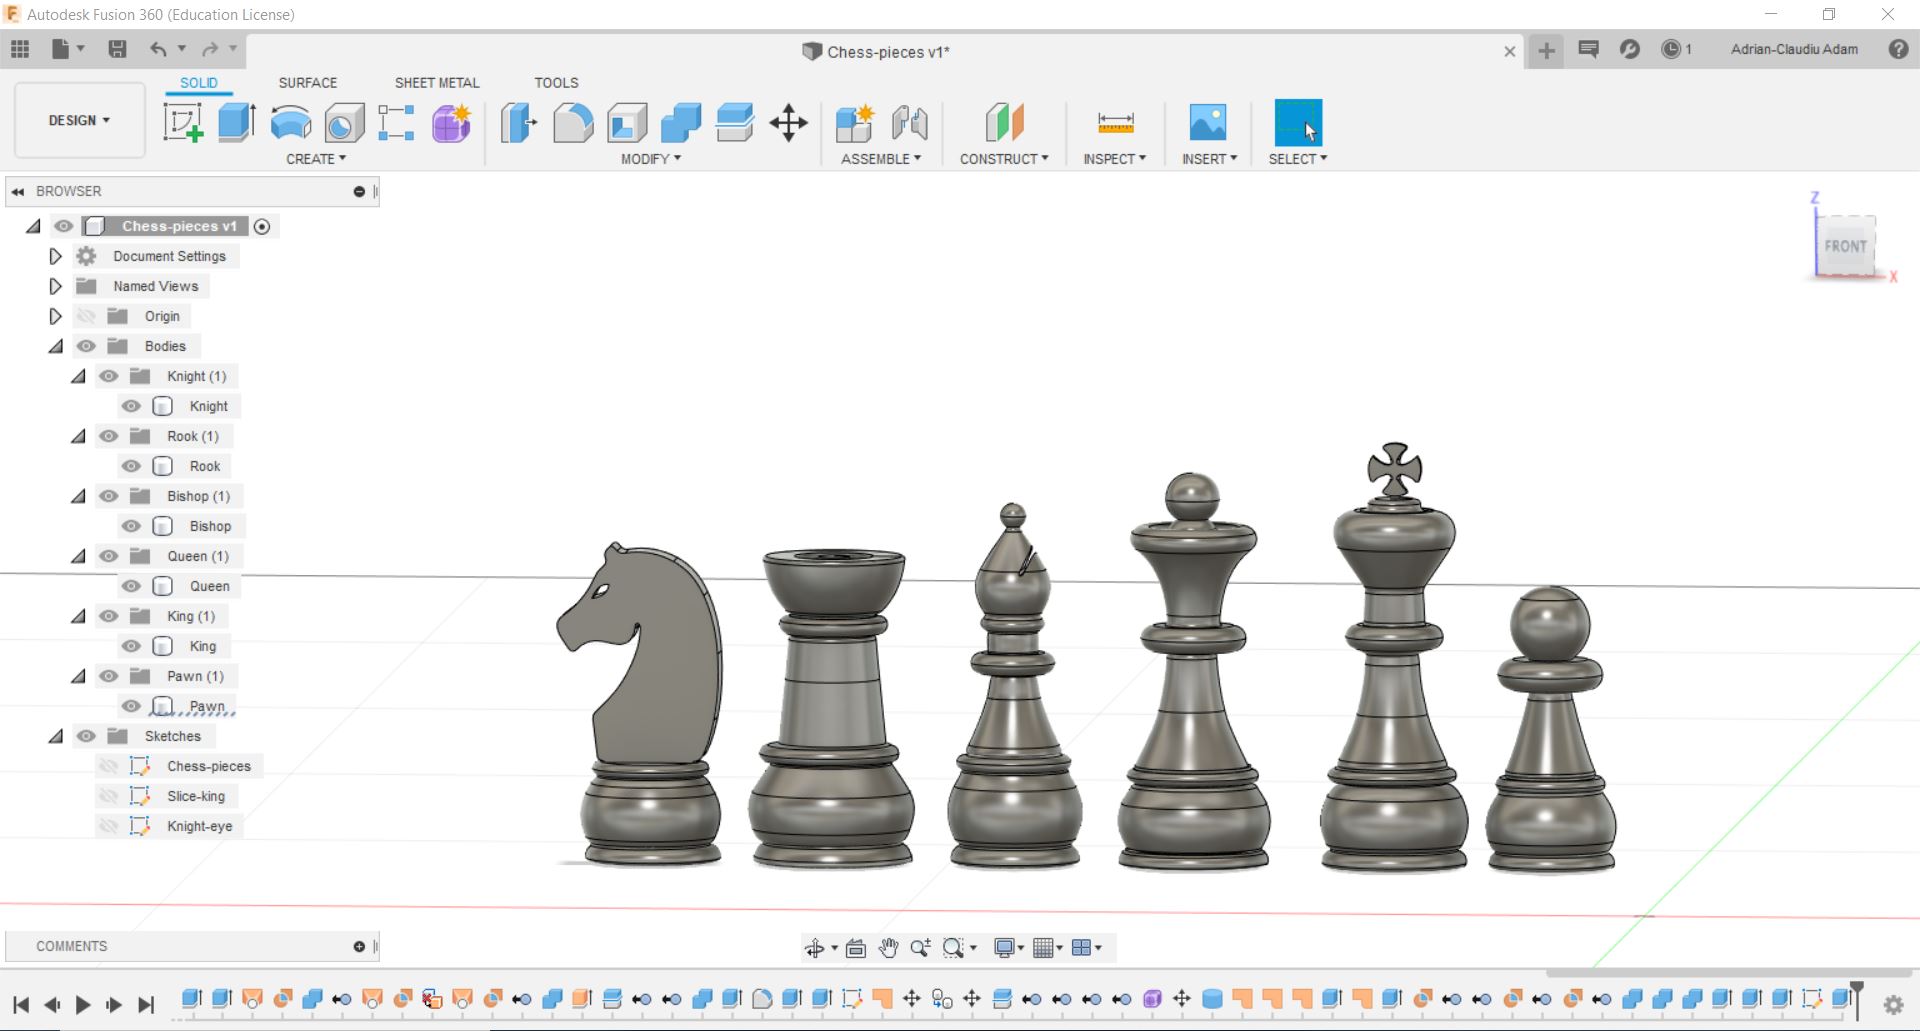 Autodesk Fusion 360 (Education License)
Chess-pieces v1*
1
Adrian-Claudiu Adam
DESIGN
SOLID
SURFACE
SHEET METAL
TOOLS
CREATE
MODIFY
ASSEMBLE
CONSTRUCT
INSPECT
INSERT
SELECT
BROWSER
Chess-pieces v1
Document Settings
Named Views
Origin
Bodies
Knight (1)
Knight
Rook (1)
Rook
Bishop (1)
Bishop
Queen (1)
Queen
King (1)
King
Pawn (1)
Pawn
Sketches
Chess-pieces
Slice-king
Knight-eye
Z
FRONT
X
COMMENTS